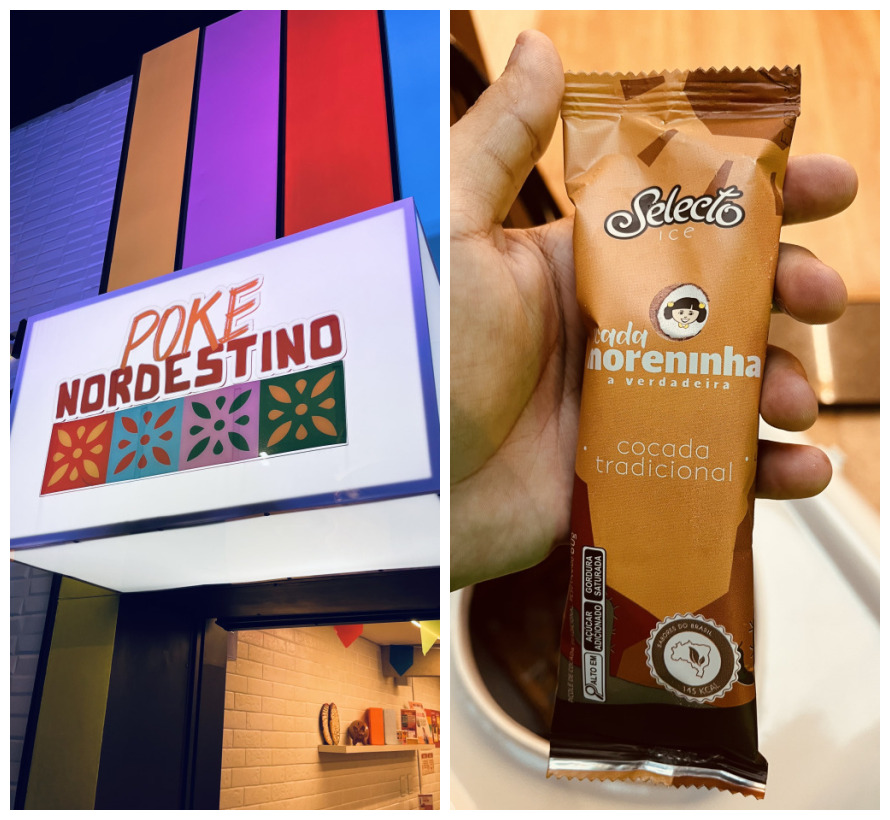 POKE
NORDESTINO
Selecto
ice
cada
moreninha
a verdadeira
cocada
tradicional
ALTO EM
AÇÚCAR
ADICIONADO
GORDURA
SATURADA
SABORES DO BRASIL
145 KCAL